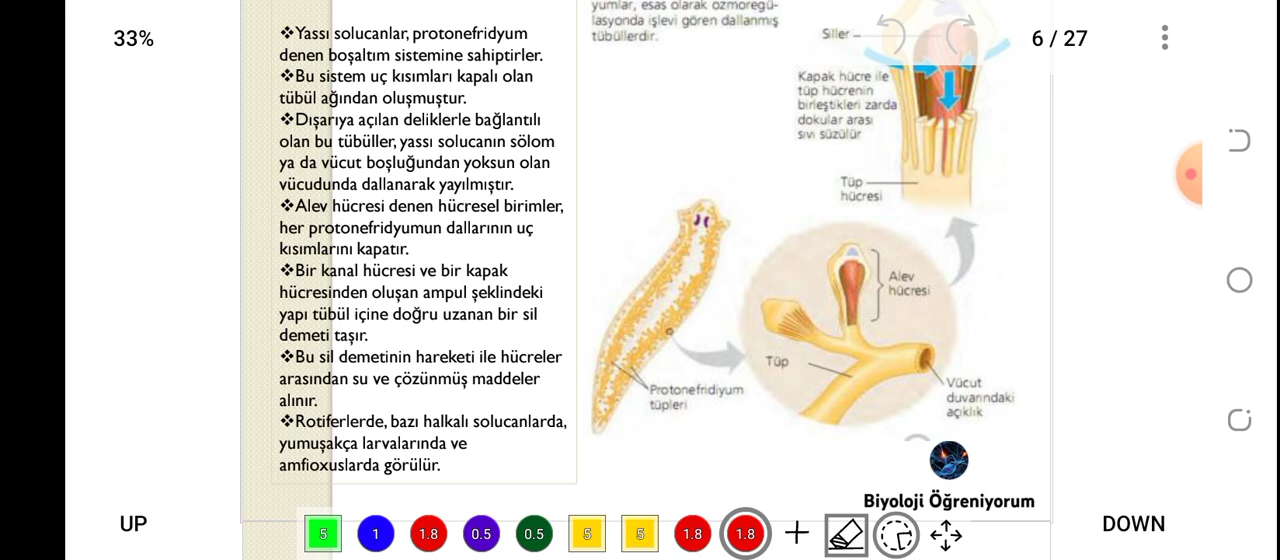 33%
❖Yassı solucanlar, protonefridyum
denen boşaltım sistemine sahiptirler.
❖Bu sistem uç kısımları kapalı olan
tübül ağından oluşmuştur.
❖Dışarıya açılan deliklerle bağlantılı
olan bu tübüller, yassı solucanın sölom
ya da vücut boşluğundan yoksun olan
vücudunda dallanarak yayılmıştır.
❖Alev hücresi denen hücresel birimler,
her protonefridyumun dallarının uç
kısımlarını kapatır.
❖Bir kanal hücresi ve bir kapak
hücresinden oluşan ampul şeklindeki
yapı tübül içine doğru uzanan bir sil
demeti taşır.
❖Bu sil demetinin hareketi ile hücreler
arasından su ve çözünmüş maddeler
alınır.
❖Rotiferlerde, bazı halkalı solucanlarda,
yumuşakça larvalarında ve
amfioxuslarda görülür.
yumlar, esas olarak ozmoregü-
lasyonda işlevi gören dallanmış
tübüllerdir.
Siller
6 / 27
Kapak hücre ile
tüp hücrenin
birleştikleri zarda
dokular arası
sıvı süzülür
Tüp
hücresi
Alev
hücresi
Tüp
Protonefridiyum
tüpleri
Vücut
duvarındaki
açıklık
Biyoloji Öğreniyorum
UP
5 1 1.8 0.5 0.5 5 5 1.8 1.8
DOWN